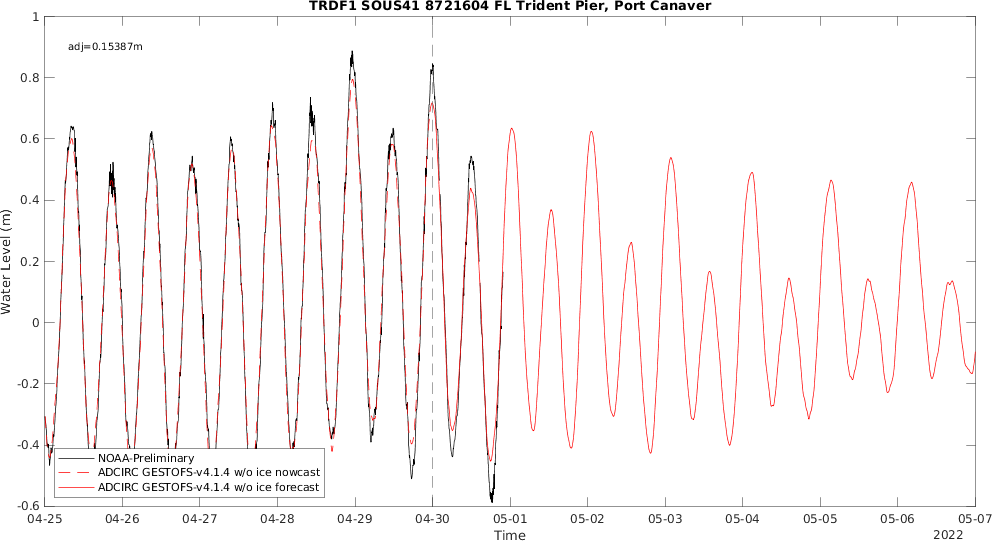 TRDF1 SOUS41 8721604 FL Trident Pier, Port Canaver
adj=0.15387m
Water Level (m)
1
0.8
0.6
0.4
0.2
0
-0.2
-0.4
-0.6
NOAA-Preliminary
ADCIRC GESTOFS-v4.1.4 w/o ice nowcast
ADCIRC GESTOFS-v4.1.4 w/o ice forecast
04-25 04-26 04-27 04-28 04-29 04-30 05-01 05-02 05-03 05-04 05-05 05-06 05-07
Time
2022